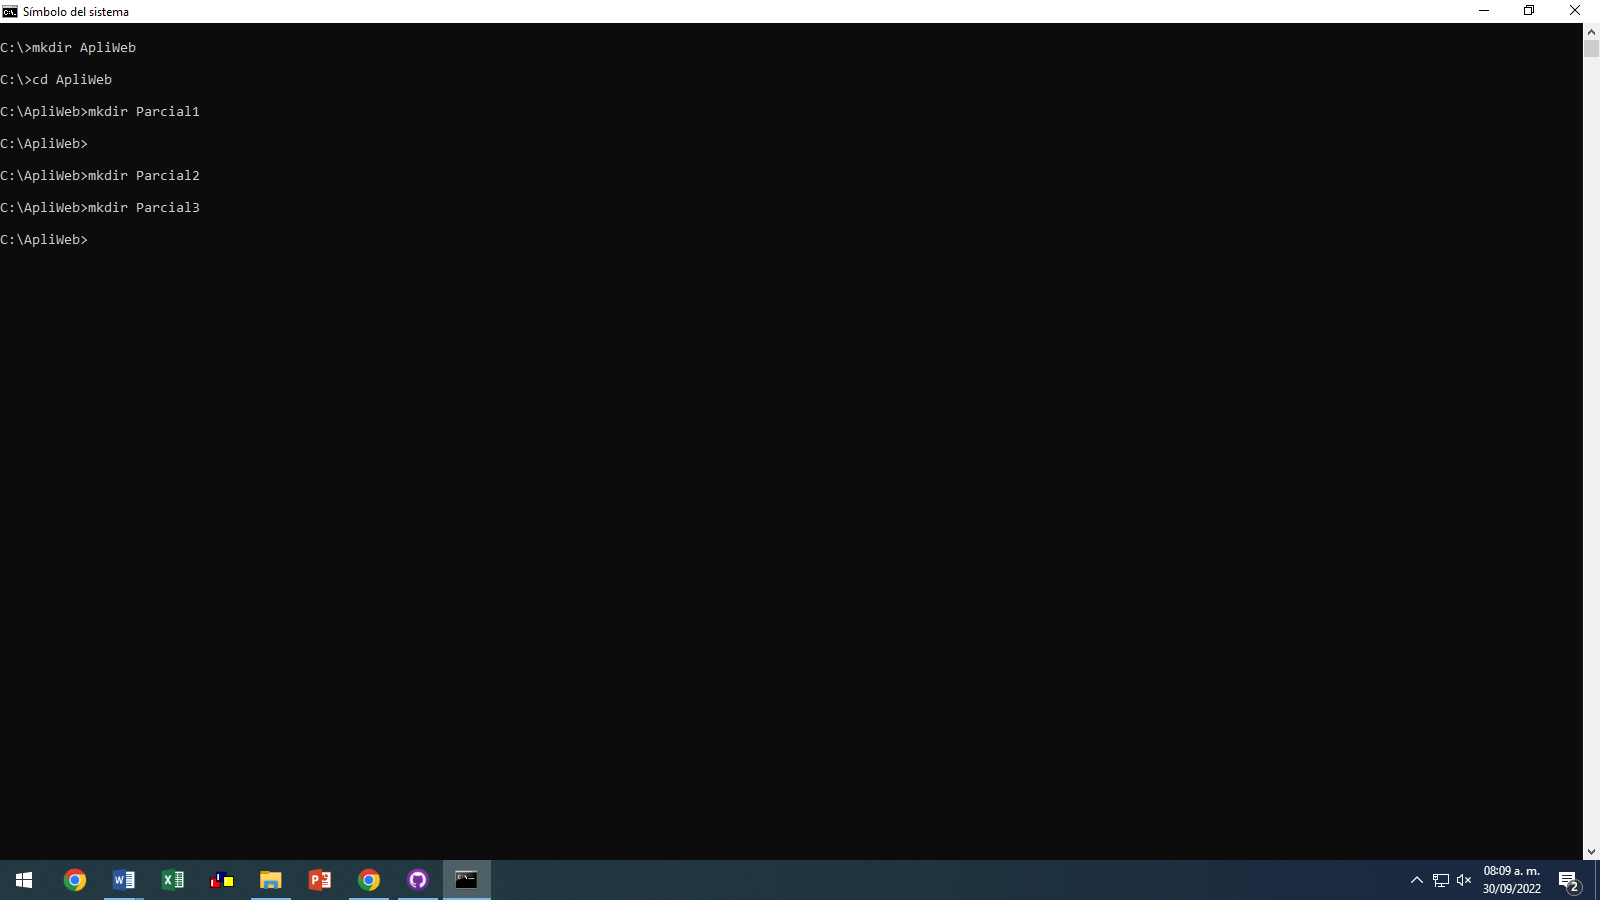 Símbolo del sistema
C:\>mkdir ApliWeb
C:\>cd ApliWeb
C:\ApliWeb>mkdir Parcial1
C:\ApliWeb>
C:\ApliWeb>mkdir Parcial2
C:\ApliWeb>mkdir Parcial3
C:\ApliWeb>
08:09 a. m.
30/09/2022
2